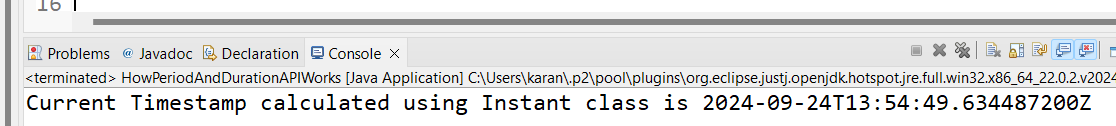 16
Problems @ Javadoc Declaration Console
<terminated> HowPeriodAndDurationAPIWorks [Java Application] C:\Users\karan\.p2\pool\plugins\org.eclipse.justj.openjdk.hotspot.jre.full.win32.x86_64_22.0.2.v2024
Current Timestamp calculated using Instant class is 2024-09-24T13:54:49.634487200Z